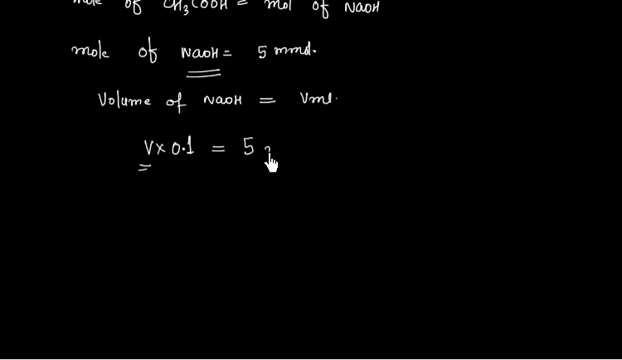 mole of CH3COOH = mol of NaOH
mole of NaOH = 5 mmol.
Volume of NaOH = Vml.
V× 0.1 = 5